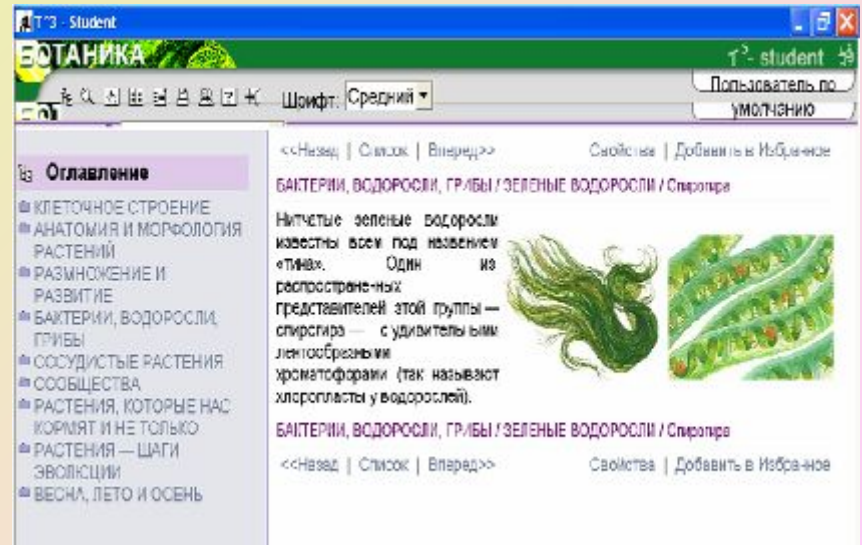 T^3 - Student
БОТАНИКА
T^3- student
Шрифт: Средний
Пользователь по
умолчанию
Оглавление
КЛЕТОЧНОЕ СТРОЕНИЕ
АНАТОМИЯ И МОРФОЛОГИЯ
РАСТЕНИЙ
РАЗМНОЖЕНИЕ И
РАЗВИТИЕ
БАКТЕРИИ, ВОДОРОСЛИ,
ГРИБЫ
СОСУДИСТЫЕ РАСТЕНИЯ
СООБЩЕСТВА
РАСТЕНИЯ, КОТОРЫЕ НАС
КОРМЯТ И НЕ ТОЛЬКО
РАСТЕНИЯ — ШАГИ
ЭВОЛЮЦИИ
ВЕСНА, ЛЕТО И ОСЕНЬ
<<Назад | Список | Вперед>> Свойства | Добавить в Избранное
БАКТЕРИИ, ВОДОРОСЛИ, ГРИБЫ / ЗЕЛЕНЫЕ ВОДОРОСЛИ / Спирогира
Нитчатые зеленые водоросли
известны всем под названием
«тина». Один из
распространенных
представителей этой группы —
спирогира — с удивительными
лентообразными
хроматофорами (так называют
хлоропласты у водорослей).
БАКТЕРИИ, ВОДОРОСЛИ, ГРИБЫ / ЗЕЛЕНЫЕ ВОДОРОСЛИ / Спирогира
<<Назад | Список | Вперед>> Свойства | Добавить в Избранное